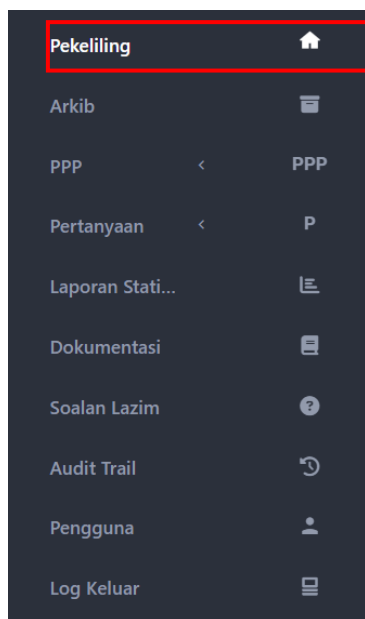 Pekeliling
Arkib
PPP < PPP
Pertanyaan < P
Laporan Stati...
Dokumentasi
Soalan Lazim ?
Audit Trail
Pengguna
Log Keluar